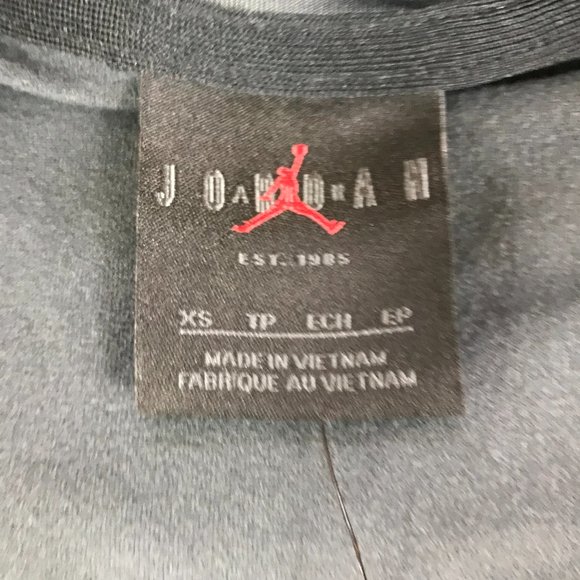 JORDAN
EST. 1985
XS TP ECH EP
MADE IN VIETNAM
FABRIQUE AU VIETNAM